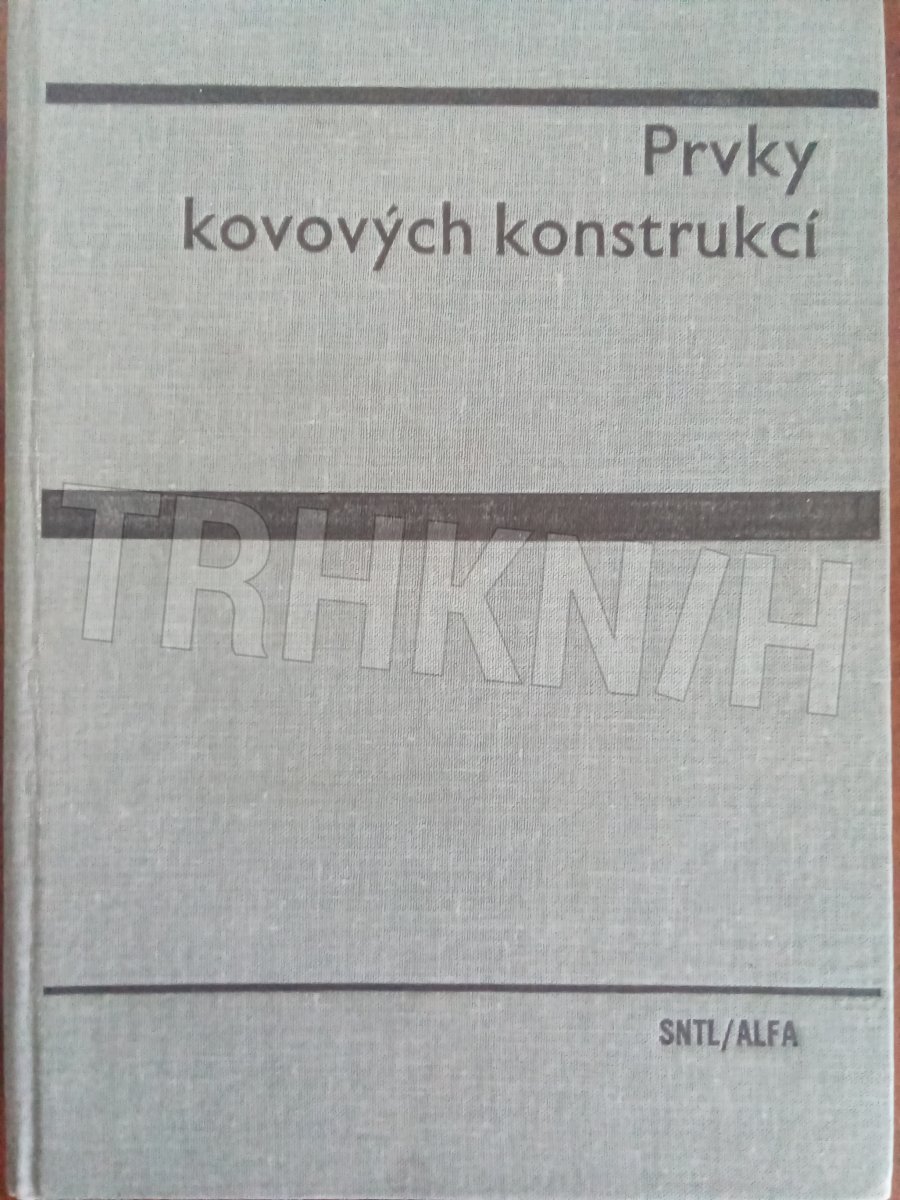 Prvky
kovových konstrukcí
TRHKNIH
SNTL/ALFA